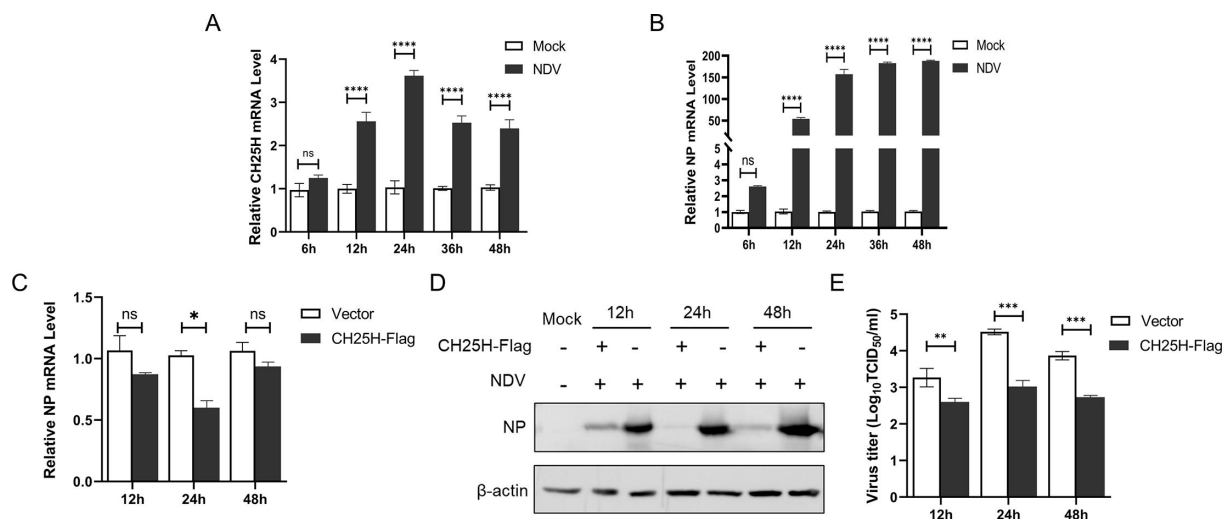 A
Relative CH25H mRNA Level
5
4
3
2
1
0
ns
****
****
****
****
Mock
NDV
6h 12h 24h 36h 48h
B
Relative NP mRNA Level
200
150
100
50
5
4
3
2
1
0
ns
****
****
****
****
Mock
NDV
6h 12h 24h 36h 48h
C
Relative NP mRNA Level
1.5
1.0
0.5
0.0
ns
*
ns
Vector
CH25H-Flag
12h 24h 48h
D
Mock 12h 24h 48h
CH25H-Flag - + - + - + -
NDV - + + + + + +
NP
β-actin
E
Virus titer (Log₁₀TCID₅₀/ml)
5
4
3
2
1
0
**
***
***
Vector
CH25H-Flag
12h 24h 48h